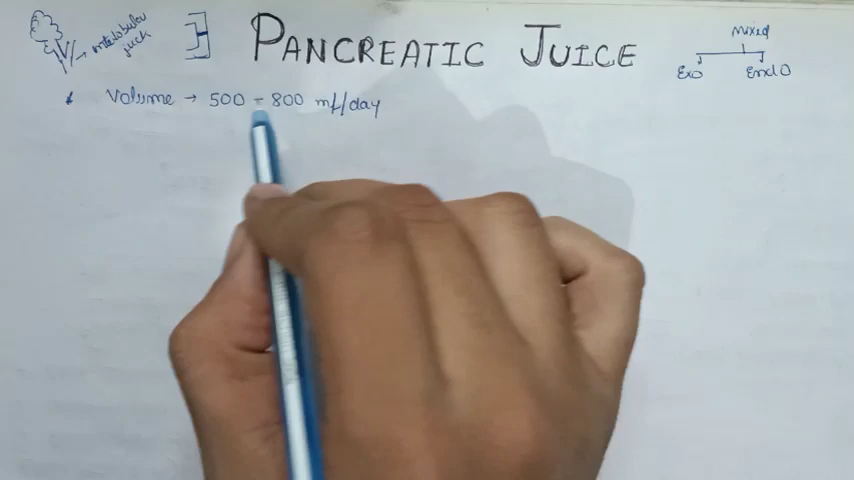 PANCREATIC JUICE
mixed
Exo Endo
* Volume → 500 - 800 ml/day